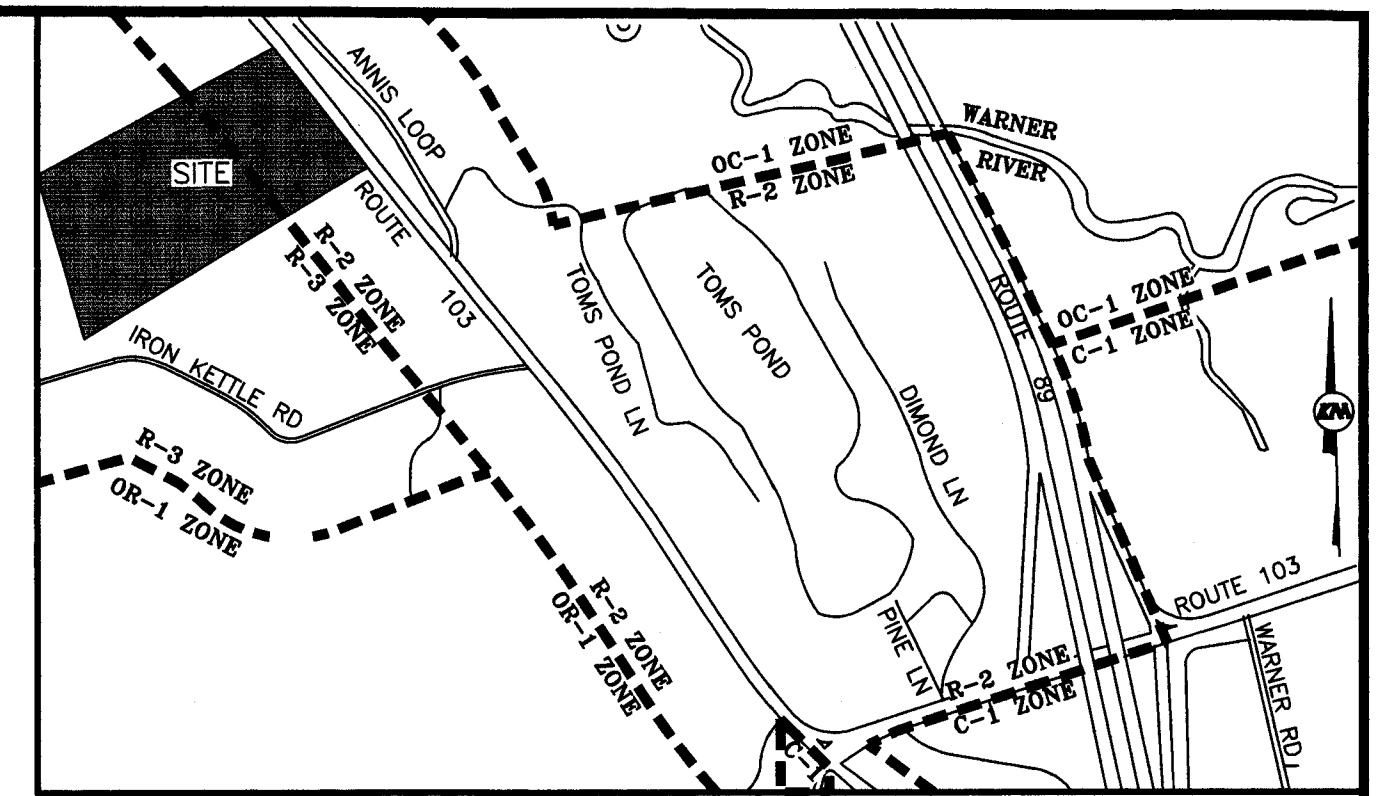 ANNIS LOOP
WARNER
RIVER
OC-1 ZONE
R-2 ZONE
SITE
ROUTE
103
R-2 ZONE
R-3 ZONE
TOMS POND LN
TOMS POND
ROUTE
89
OC-1 ZONE
C-1 ZONE
IRON KETTLE RD
DIMOND LN
KNA
R-3 ZONE
OR-1 ZONE
R-2 ZONE
OR-1 ZONE
PINE LN
ROUTE 103
WARNER RD
R-2 ZONE
C-1 ZONE
C-1